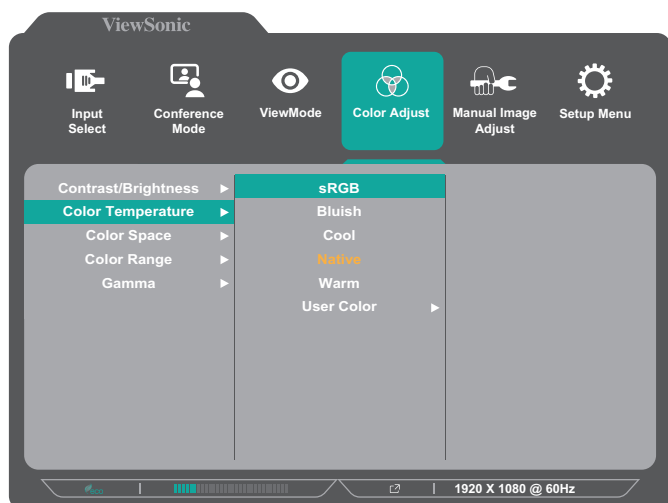 ViewSonic
Input Select
Conference Mode
ViewMode
Color Adjust
Manual Image Adjust
Setup Menu
Contrast/Brightness
Color Temperature
Color Space
Color Range
Gamma
sRGB
Bluish
Cool
Native
Warm
User Color
eco
1920 X 1080 @ 60Hz